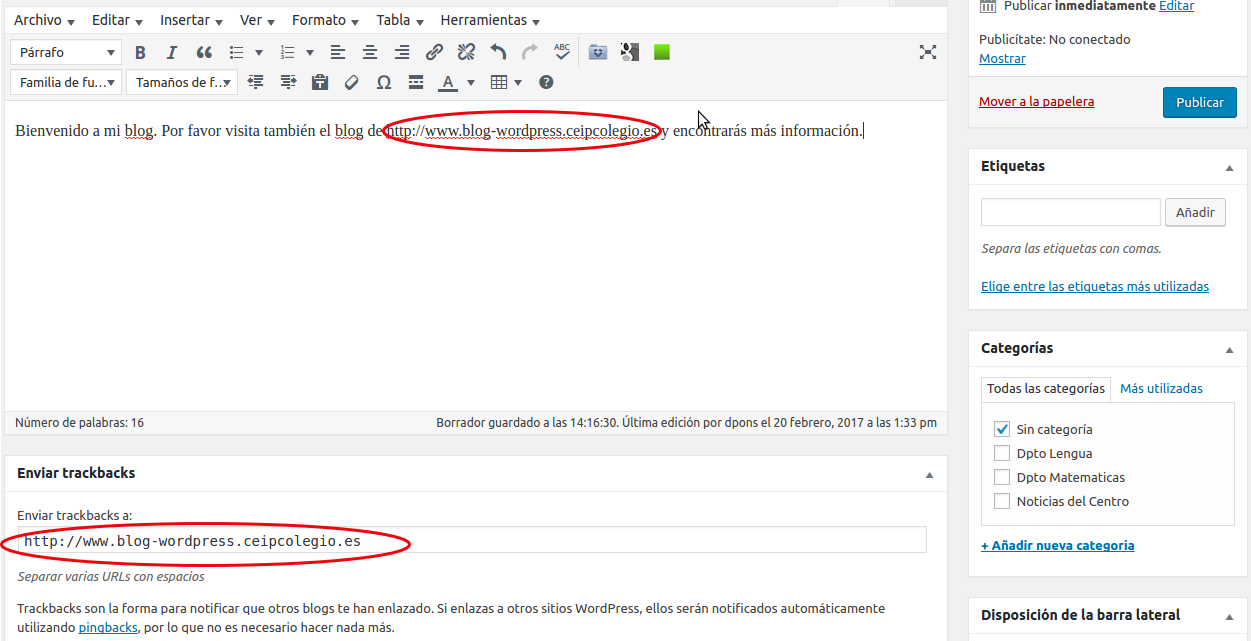 Archivo Editar Insertar Ver Formato Tabla Herramientas
Párrafo B I ABC
Familia de fu... Tamaños de f... A Ω ?
Bienvenido a mi blog. Por favor visita también el blog de http://www.blog-wordpress.ceipcolegio.es y encontrarás más información.
Número de palabras: 16
Borrador guardado a las 14:16:30. Última edición por dpons el 20 febrero, 2017 a las 1:33 pm
Enviar trackbacks
Enviar trackbacks a:
http://www.blog-wordpress.ceipcolegio.es
Separar varias URLs con espacios
Trackbacks son la forma para notificar que otros blogs te han enlazado. Si enlazas a otros sitios WordPress, ellos serán notificados automáticamente
utilizando pingbacks, por lo que no es necesario hacer nada más.
Publicar inmediatamente Editar
Publicítate: No conectado
Mostrar
Mover a la papelera Publicar
Etiquetas
Añadir
Separa las etiquetas con comas.
Elige entre las etiquetas más utilizadas
Categorías
Todas las categorías Más utilizadas
Sin categoría
Dpto Lengua
Dpto Matematicas
Noticias del Centro
+ Añadir nueva categoría
Disposición de la barra lateral